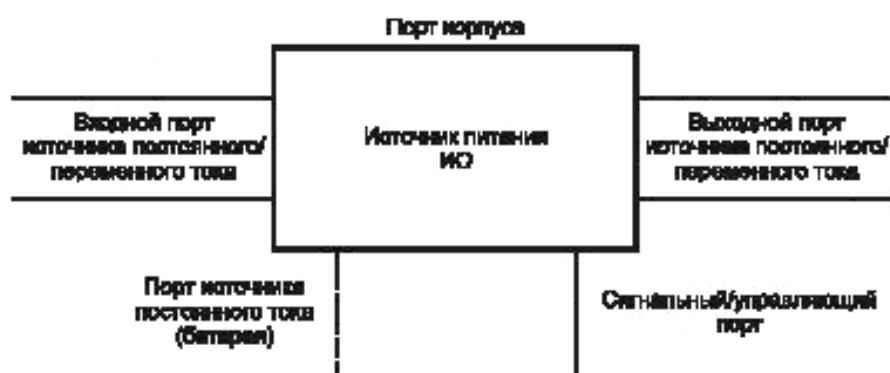 Порт корпуса
Входной порт
источника постоянного/
переменного тока
Источник питания
ИО
Выходной порт
источника постоянного/
переменного тока
Порт источника
постоянного тока
(батарея)
Сигнальный/управляющий
порт